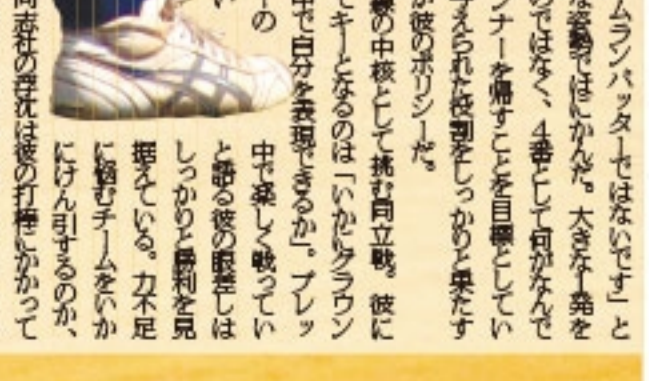 ムランバッターではないです」と
な姿勢ではにかんだ。大きな一発を
のではなく、4番として何がなんで
ンナーを帰すことを目標としてい
与えられた役割をしっかりと果たす
が彼のポリシーだ。
線の中核として挑む同立戦。彼に
てキーとなるのは「いかにグラウン
中で自分を表現できるか」。プレッ
ーの
い
中で楽しく戦ってい
と語る彼の眼差しは
しっかりと勝利を見
据えている。力不足
に悩むチームをいか
にけん引するのか、
同志社の浮沈は彼の打棒にかかって